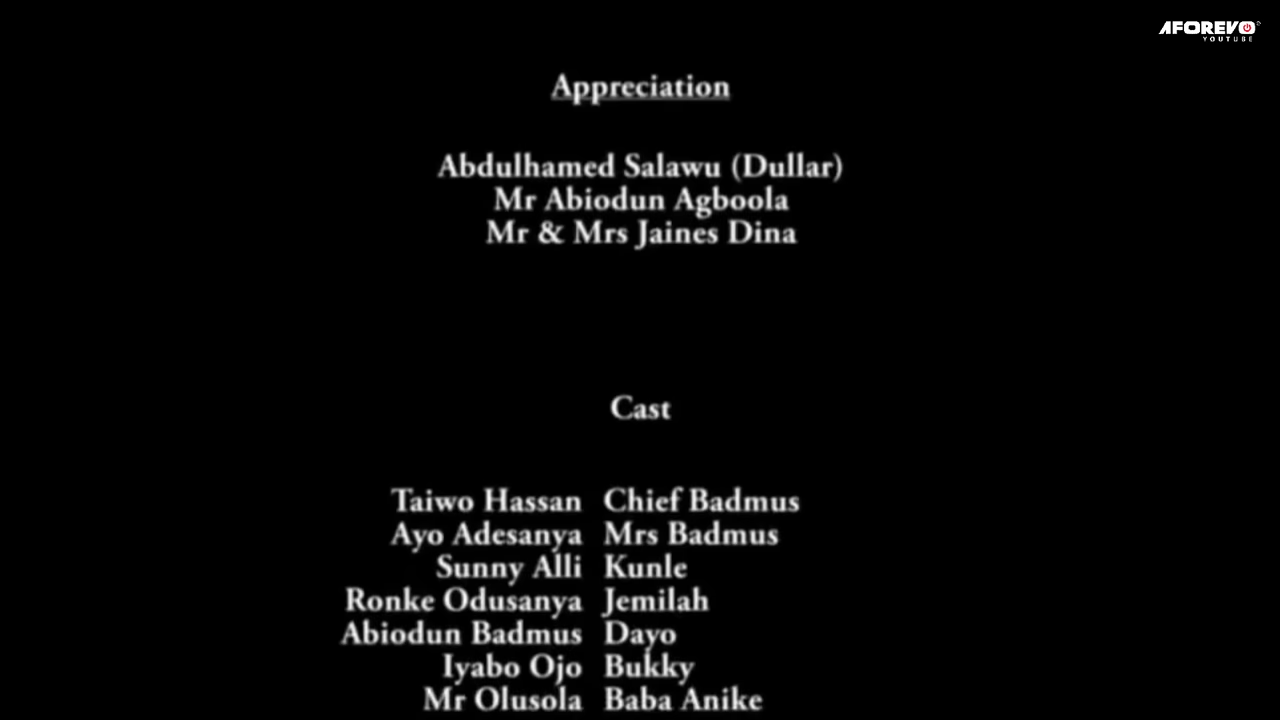 AFOREVO
YOUTUBE
Appreciation
Abdulhamed Salawu (Dullar)
Mr Abiodun Agboola
Mr & Mrs Jaines Dina
Cast
Taiwo Hassan Chief Badmus
Ayo Adesanya Mrs Badmus
Sunny Alli Kunle
Ronke Odusanya Jemilah
Abiodun Badmus Dayo
Iyabo Ojo Bukky
Mr Olusola Baba Anike